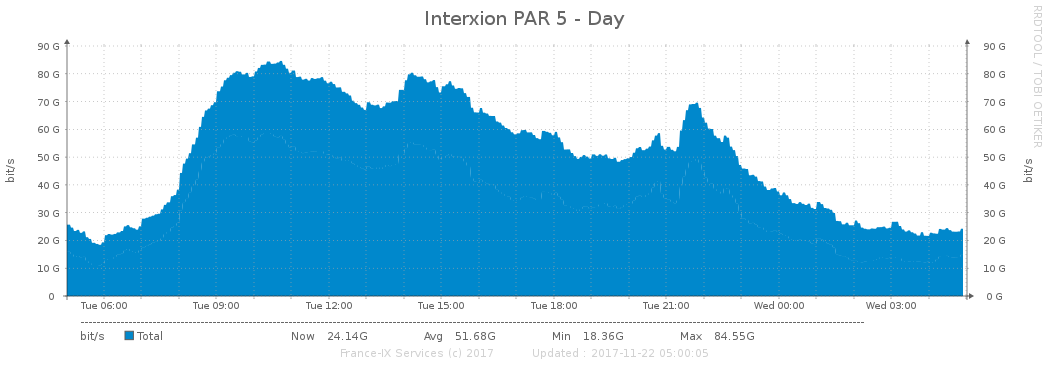 Interxion PAR 5 - Day
RRDTOOL / TOBI OETIKER
bit/s
bit/s
90 G 90 G
80 G 80 G
70 G 70 G
60 G 60 G
50 G 50 G
40 G 40 G
30 G 30 G
20 G 20 G
10 G 10 G
0 0 G
Tue 06:00 Tue 09:00 Tue 12:00 Tue 15:00 Tue 18:00 Tue 21:00 Wed 00:00 Wed 03:00
bit/s Total Now 24.14G Avg 51.68G Min 18.36G Max 84.55G
France-IX Services (c) 2017 Updated : 2017-11-22 05:00:05